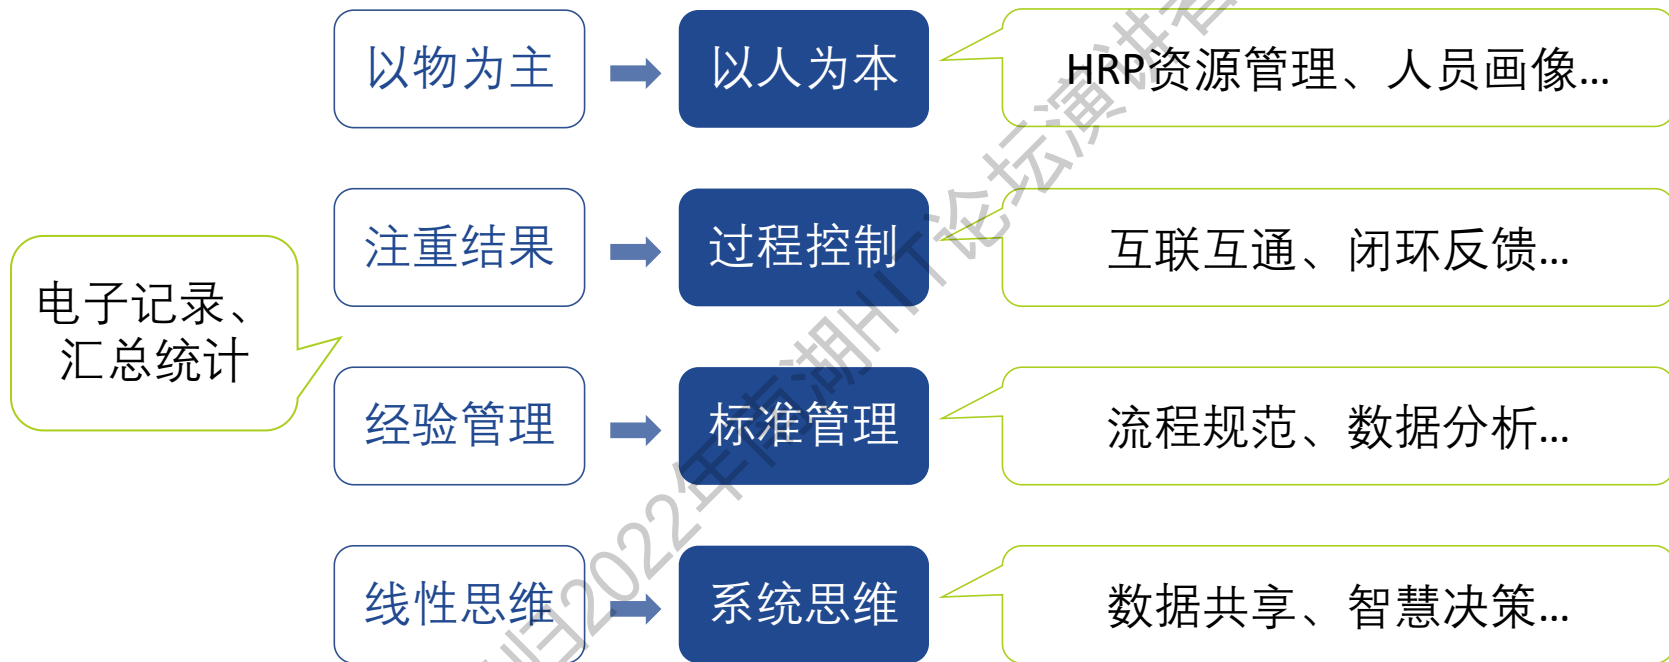 以物为主
以人为本
HRP资源管理、人员画像…
注重结果
过程控制
互联互通、闭环反馈…
电子记录、
汇总统计
经验管理
标准管理
流程规范、数据分析…
线性思维
系统思维
数据共享、智慧决策…
归2022年南湖HIT论坛演讲者